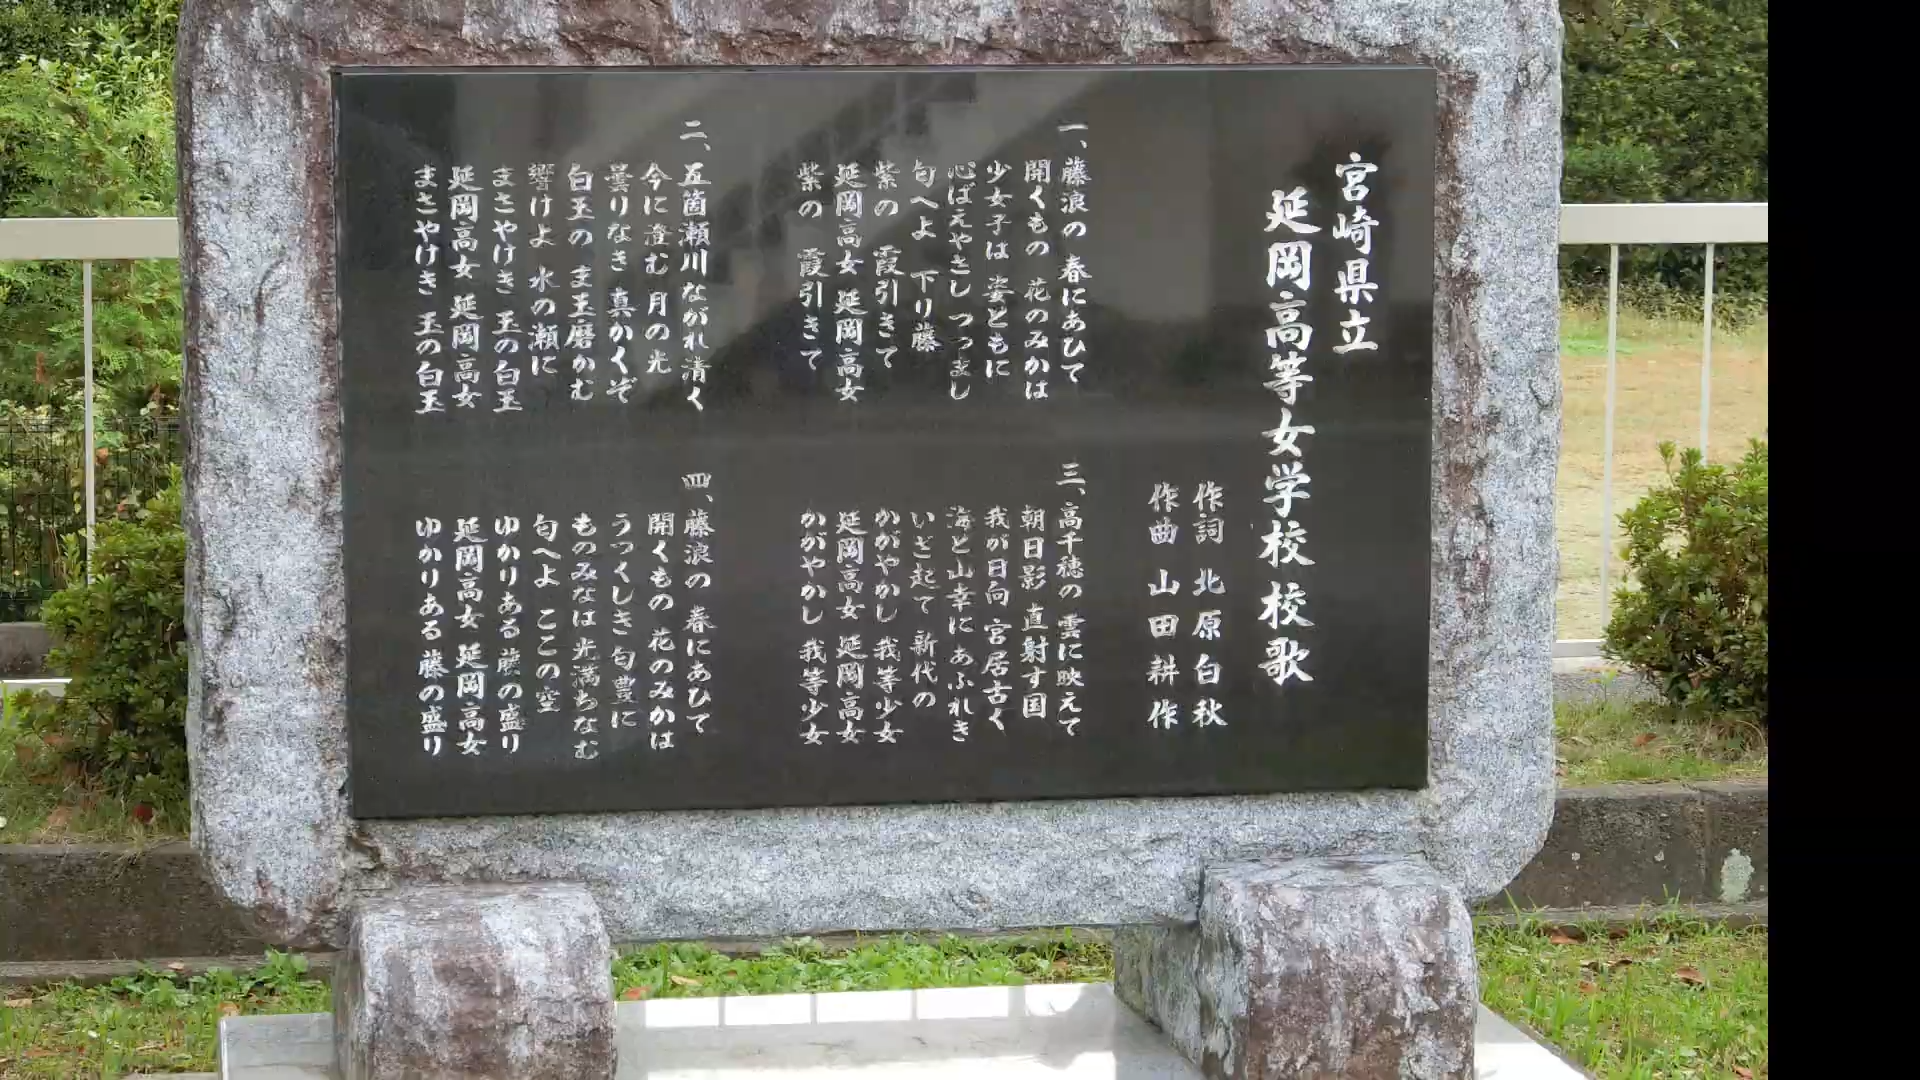 宮崎県立
延岡高等女学校校歌
作詞 北原白秋
作曲 山田耕作
一、藤浪の 春にあひて
開くもの 花のみかは
少女子は 姿ともに
心ばえやさし つつまし
匂へよ 下り藤
紫の 霞引きて
延岡高女 延岡高女
紫の 霞引きて
二、五箇瀬川ながれ清く
今に澄む 月の光
曇りなき 真かくぞ
白玉の ま玉磨かむ
響けよ 水の瀬に
まさやけき 玉の白玉
延岡高女 延岡高女
まさやけき 玉の白玉
三、高千穂の 雲に映えて
朝日影 直射す国
我が日向 宮居古く
海と山幸に あふれき
いざ起て 新代の
かがやかし 我等少女
延岡高女 延岡高女
かがやかし 我等少女
四、藤浪の 春にあひて
開くもの 花のみかは
うつくしき 匂豊に
ものみなは 光満ちなむ
匂へよ ここの空
ゆかりある 藤の盛り
延岡高女 延岡高女
ゆかりある 藤の盛り